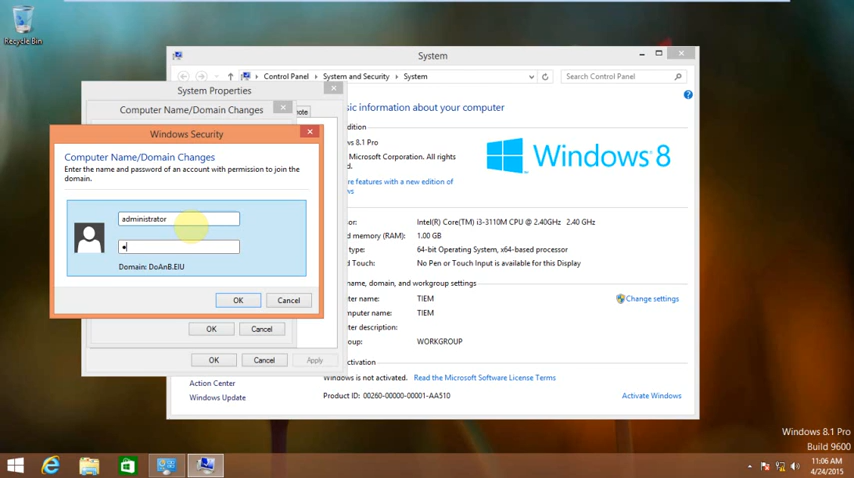 Recycle Bin
System
Control Panel
System and Security
System
Search Control Panel
System Properties
Computer Name/Domain Changes
Windows Security
Computer Name/Domain Changes
Enter the name and password of an account with permission to join the
domain.
administrator
Domain: DoAnB.EIU
OK
Cancel
OK
Cancel
OK
Cancel
Apply
sic information about your computer
edition
ws 8.1 Pro
Microsoft Corporation. All rights
d.
re features with a new edition of
ws
Windows 8
sor:
Intel(R) Core(TM) i3-3110M CPU @ 2.40GHz 2.40 GHz
d memory (RAM):
1.00 GB
type:
64-bit Operating System, x64-based processor
d Touch:
No Pen or Touch Input is available for this Display
name, domain, and workgroup settings
ter name:
TIEM
Change settings
mputer name:
TIEM
ter description:
oup:
WORKGROUP
ctivation
Windows is not activated. Read the Microsoft Software License Terms
Product ID: 00260-00000-00001-AA510
Activate Windows
Action Center
Windows Update
Windows 8.1 Pro
Build 9600
11:06 AM
4/24/2015